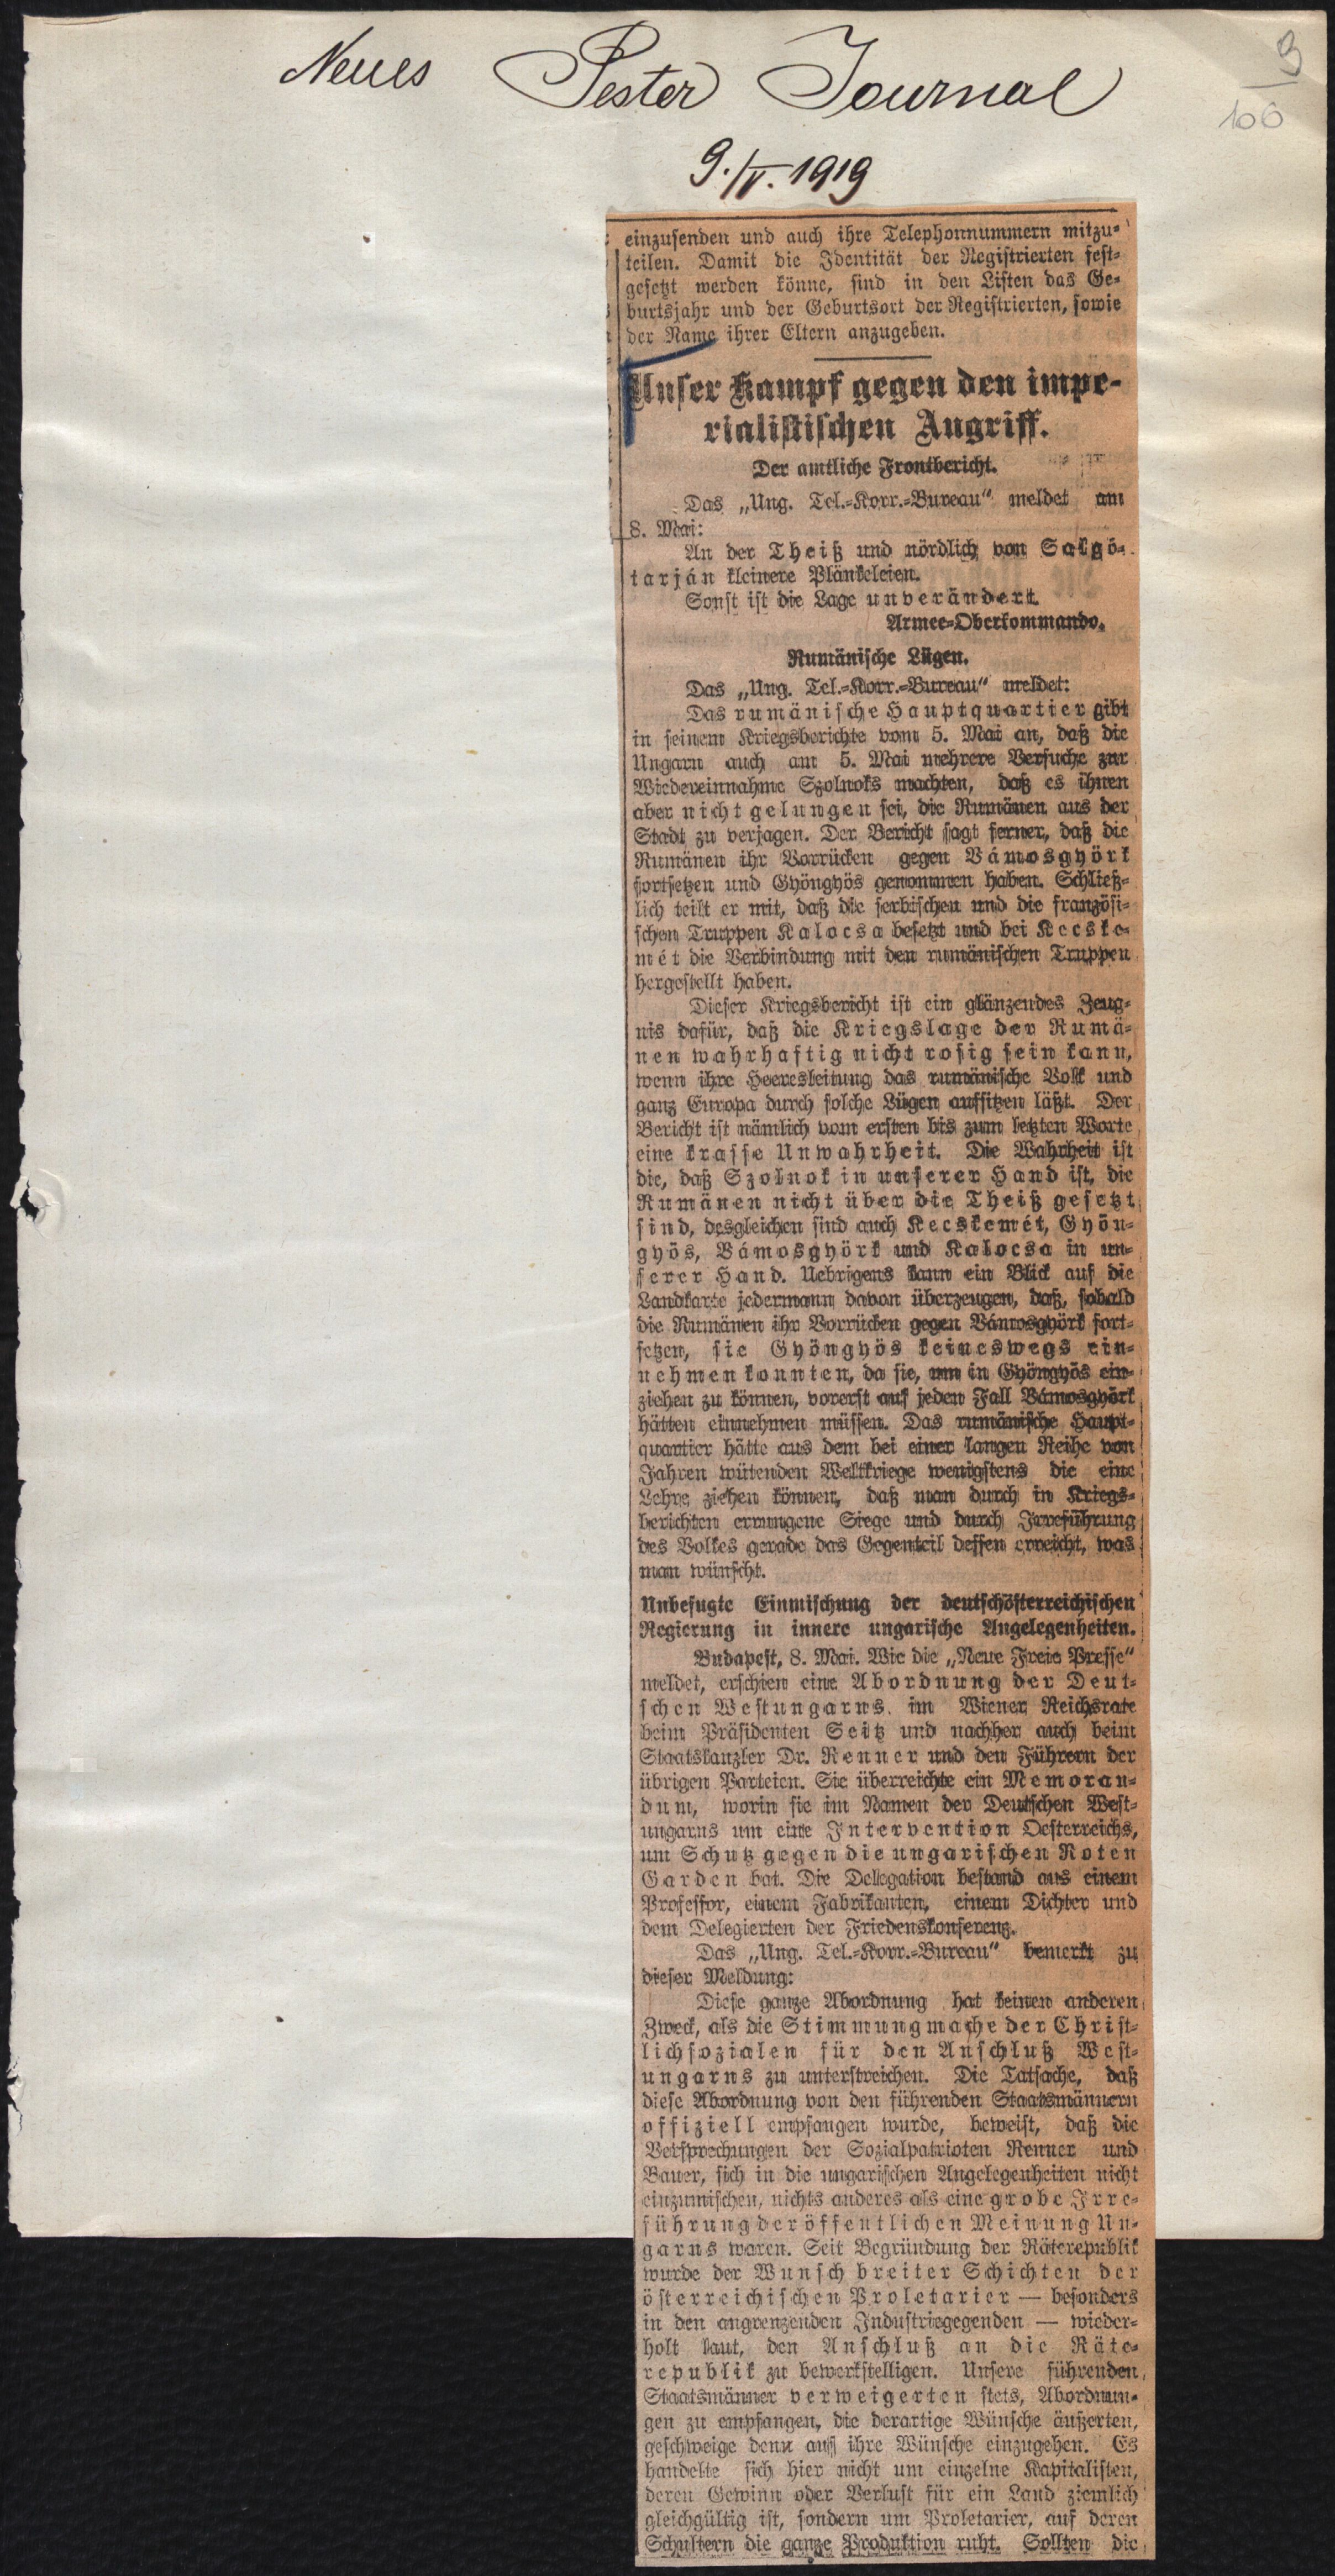 Neues Pester Journal
9
100
9./V. 1919
einzusenden und auch ihre Telephonnummern mitzu-
teilen. Damit die Identität der Registrierten fest-
gesetzt werden könne, sind in den Listen das Ge-
burtsjahr und der Geburtsort der Registrierten, sowie
der Name ihrer Eltern anzugeben.
Unser Kampf gegen den impe-
rialistischen Angriff.
Der amtliche Frontbericht.
Das „Ung. Tel.-Korr.-Bureau“ meldet am
8. Mai:
An der Theiß und nördlich von Salgó-
tarján kleinere Plänkeleien.
Sonst ist die Lage unverändert.
Armee-Oberkommando.
Rumänische Lügen.
Das „Ung. Tel.-Korr.-Bureau“ meldet:
Das rumänische Hauptquartier gibt
in seinem Kriegsberichte vom 5. Mai an, daß die
Ungarn auch am 5. Mai mehrere Versuche zur
Wiedereinnahme Szolnoks machten, daß es ihnen
aber nicht gelungen sei, die Rumänen aus der
Stadt zu verjagen. Der Bericht sagt ferner, daß die
Rumänen ihr Vorrücken gegen Vámosgyörk
fortsetzen und Gyöngyös genommen haben. Schließ-
lich teilt er mit, daß die serbischen und die französi-
schen Truppen Kalocsa besetzt und bei Kecske-
mét die Verbindung mit den rumänischen Truppen
hergestellt haben.
Dieser Kriegsbericht ist ein glänzendes Zeug-
nis dafür, daß die Kriegslage der Rumä-
nen wahrhaftig nicht rosig sein kann,
wenn ihre Heeresleitung das rumänische Volk und
ganz Europa durch solche Lügen aufsitzen läßt. Der
Bericht ist nämlich vom ersten bis zum letzten Worte
eine krasse Unwahrheit. Die Wahrheit ist
die, daß Szolnok in unserer Hand ist, die
Rumänen nicht über die Theiß gesetzt
sind, desgleichen sind auch Kecskemét, Gyön-
gyös, Vámosgyörk und Kalocsa in un-
serer Hand. Uebrigens kann ein Blick auf die
Landkarte jedermann davon überzeugen, daß, sobald
die Rumänen ihr Vorrücken gegen Vámosgyörk fort-
setzen, sie Gyöngyös keineswegs ein-
nehmen konnten, da sie, um in Gyöngyös ein-
ziehen zu können, vorerst auf jeden Fall Vámosgyörk
hätten einnehmen müssen. Das rumänische Haupt-
quartier hätte aus dem bei einer langen Reihe von
Jahren wütenden Weltkriege wenigstens die eine
Lehre ziehen können, daß man durch in Kriegs-
berichten errungene Siege und durch Irreführung
des Volkes gerade das Gegenteil dessen erreicht, was
man wünscht.
Unbefugte Einmischung der deutschösterreichischen
Regierung in innere ungarische Angelegenheiten.
Budapest, 8. Mai. Wie die „Neue Freie Presse“
meldet, erschien eine Abordnung der Deut-
schen Westungarns im Wiener Reichsrate
beim Präsidenten Seitz und nachher auch beim
Staatskanzler Dr. Renner und den Führern der
übrigen Parteien. Sie überreichte ein Memoran-
dum, worin sie im Namen der Deutschen West-
ungarns um eine Intervention Oesterreichs,
um Schutz gegen die ungarischen Roten
Garden bat. Die Delegation bestand aus einem
Professor, einem Fabrikanten, einem Dichter und
dem Delegierten der Friedenskonferenz.
Das „Ung. Tel.-Korr.-Bureau“ bemerkt zu
dieser Meldung:
Diese ganze Abordnung hat keinen anderen
Zweck, als die Stimmungmache der Christ-
lichsozialen für den Anschluß West-
ungarns zu unterstreichen. Die Tatsache, daß
diese Abordnung von den führenden Staatsmännern
offiziell empfangen wurde, beweist, daß die
Versprechungen der Sozialpatrioten Renner und
Bauer, sich in die ungarischen Angelegenheiten nicht
einzumischen, nichts anderes als eine grobe Irre-
führung der öffentlichen Meinung Un-
garns waren. Seit Begründung der Räterepublik
wurde der Wunsch breiter Schichten der
österreichischen Proletarier — besonders
in den angrenzenden Industriegegenden — wieder-
holt laut, den Anschluß an die Räte-
republik zu bewerkstelligen. Unsere führenden
Staatsmänner verweigerten stets, Abordnun-
gen zu empfangen, die derartige Wünsche äußerten,
geschweige denn auf ihre Wünsche einzugehen. Es
handelte sich hier nicht um einzelne Kapitalisten,
deren Gewinn oder Verlust für ein Land ziemlich
gleichgültig ist, sondern um Proletarier, auf deren
Schultern die ganze Produktion ruht. Sollten die